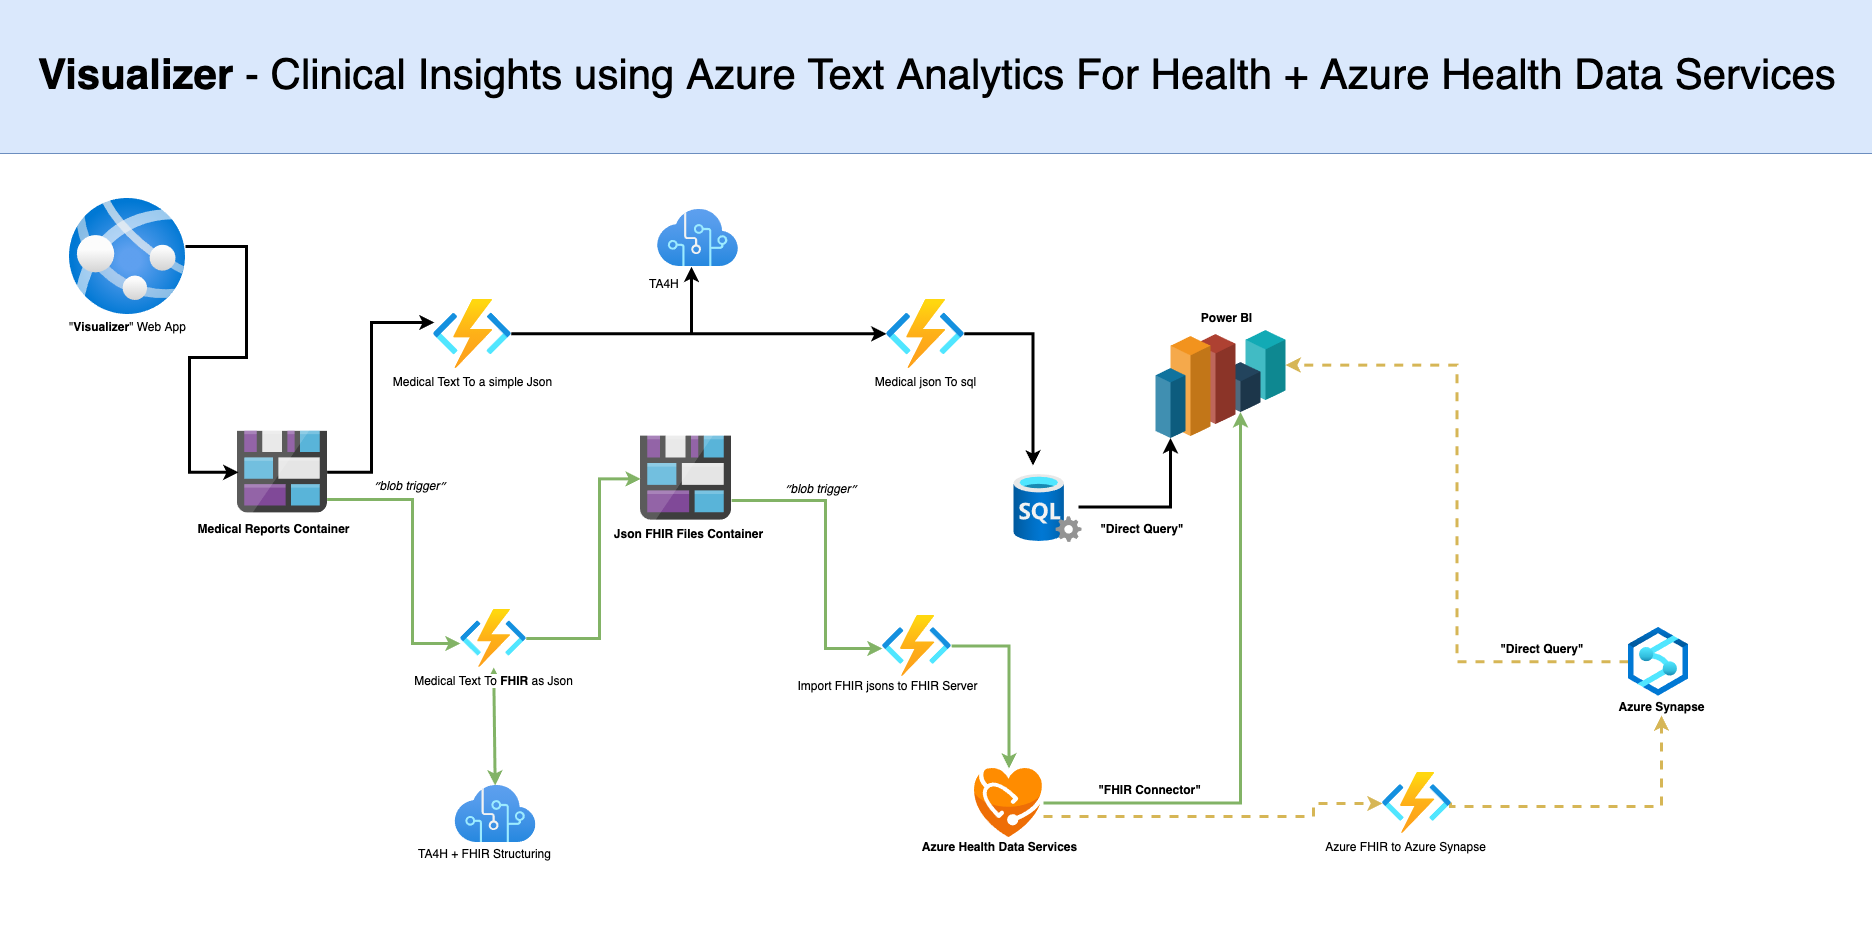 Visualizer - Clinical Insights using Azure Text Analytics For Health + Azure Health Data Services
"Visualizer" Web App
TA4H
Medical Text To a simple Json
Medical json To sql
Power BI
"blob trigger"
Medical Reports Container
"blob trigger"
Json FHIR Files Container
SQL
"Direct Query"
Medical Text To FHIR as Json
Import FHIR jsons to FHIR Server
"Direct Query"
Azure Synapse
TA4H + FHIR Structuring
"FHIR Connector"
Azure Health Data Services
Azure FHIR to Azure Synapse